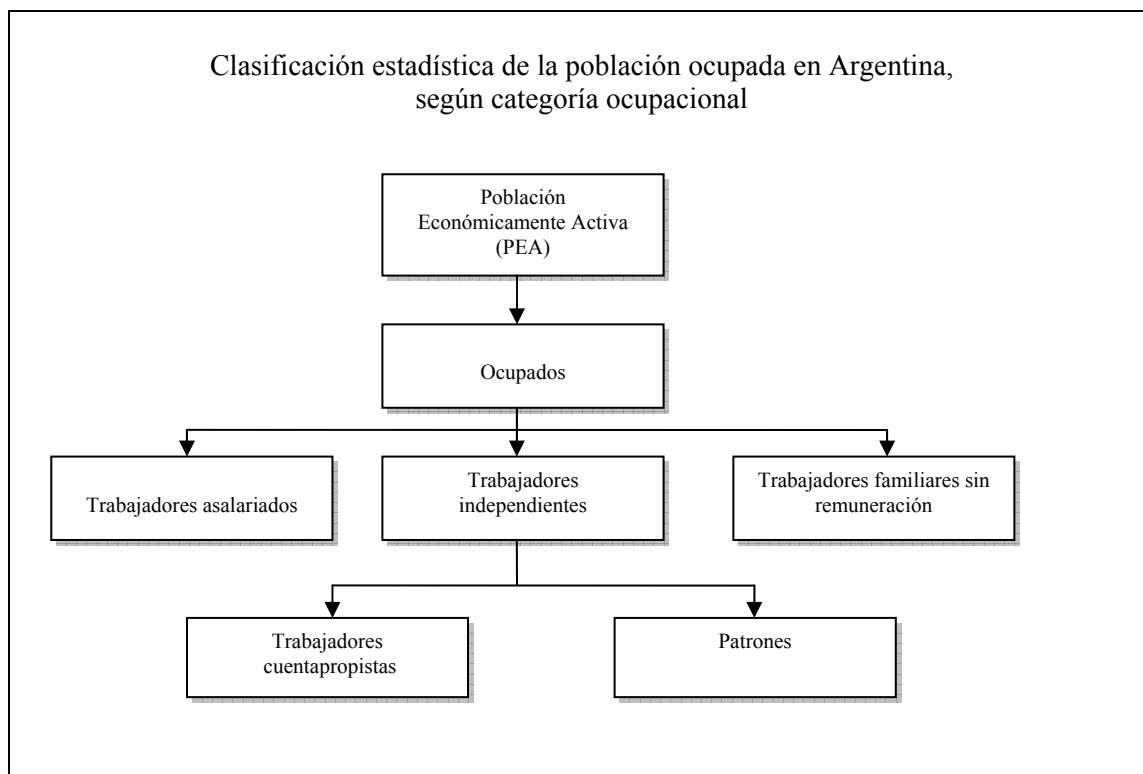 Clasificación estadística de la población ocupada en Argentina,
según categoría ocupacional
Población
Económicamente Activa
(PEA)
Ocupados
Trabajadores asalariados
Trabajadores
independientes
Trabajadores familiares sin
remuneración
Trabajadores
cuentapropistas
Patrones